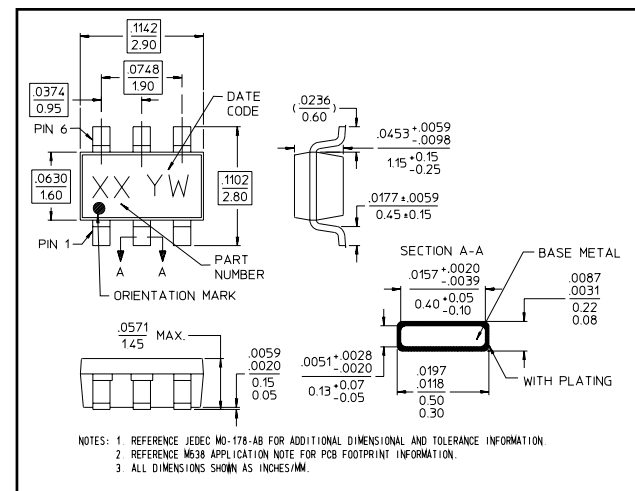 .1142
2.90
.0748
1.90
.0374
0.95
DATE
CODE
PIN 6
.0630
1.60
XX YW
.1102
2.80
PIN 1
A A
PART
NUMBER
ORIENTATION MARK
(.0236
0.60)
.0453 +.0059
-.0098
1.15 +0.15
-0.25
.0177 ±.0059
0.45 ±0.15
SECTION A-A
BASE METAL
.0157 +.0020
-.0039
0.40 +0.05
-0.10
.0087
.0031
0.22
0.08
.0571
1.45 MAX.
.0059
.0020
0.15
0.05
.0051 +.0028
-.0020
0.13 +0.07
-0.05
.0197
.0118
0.50
0.30
WITH PLATING
NOTES: 1. REFERENCE JEDEC MO-178-AB FOR ADDITIONAL DIMENSIONAL AND TOLERANCE INFORMATION.
2. REFERENCE M538 APPLICATION NOTE FOR PCB FOOTPRINT INFORMATION.
3. ALL DIMENSIONS SHOWN AS INCHES/MM.